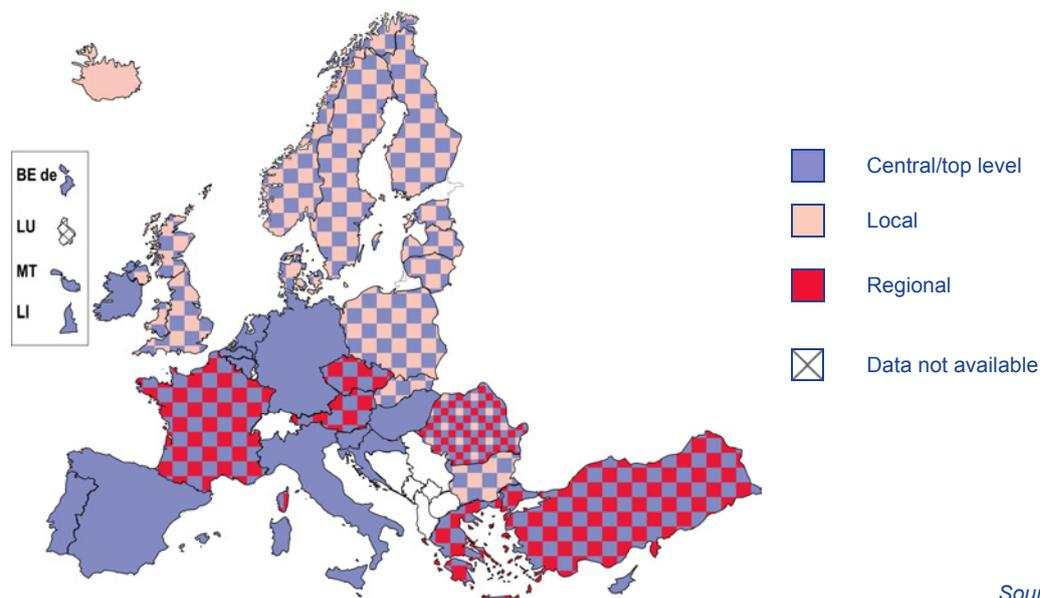 BE de
LU
MT
LI
Central/top level
Local
Regional
Data not available